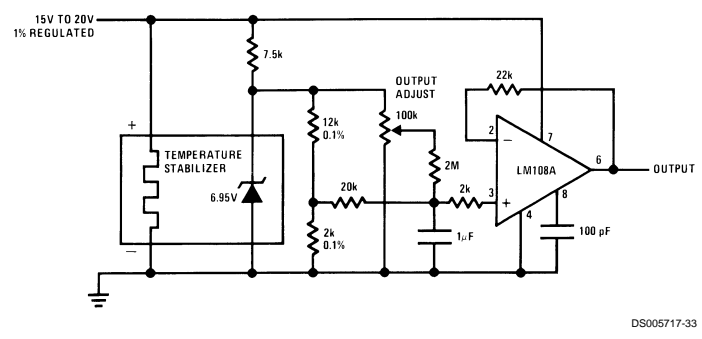 15V TO 20V
1% REGULATED
7.5k
OUTPUT
ADJUST
22k
12k
0.1%
100k
+
TEMPERATURE
STABILIZER
6.95V
2M
2
−
7
LM108A
6
OUTPUT
20k
2k
3
+
4
8
2k
0.1%
1μF
100 pF
−
DS005717-33